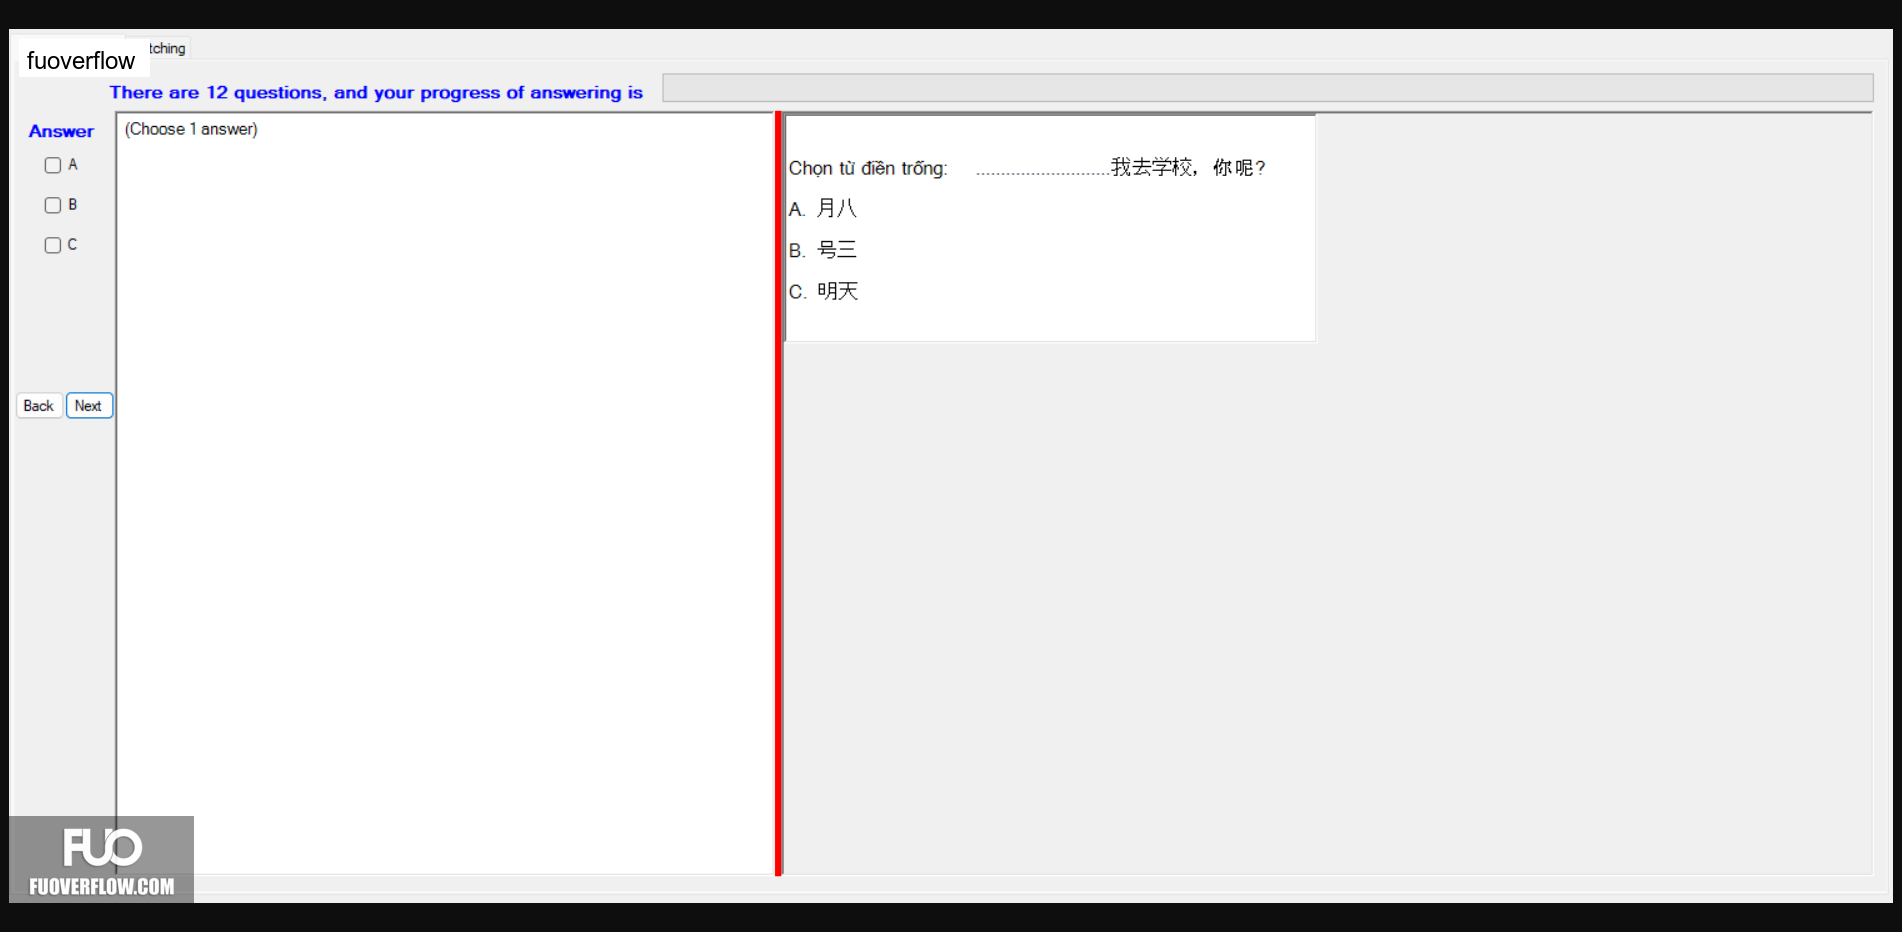 tching
fuoverflow
There are 12 questions, and your progress of answering is
Answer
(Choose 1 answer)
A
B
C
Back Next
Chọn từ điền trống: ...........................我去学校，你呢?
A. 月八
B. 号三
C. 明天
FUO
FUOVERFLOW.COM